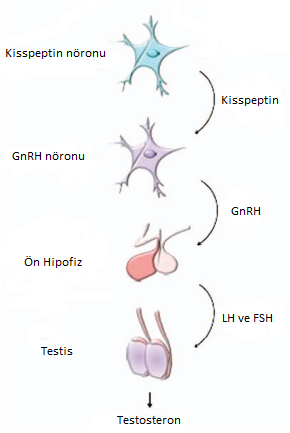 Kisspeptin nöronu
Kisspeptin
GnRH nöronu
GnRH
Ön Hipofiz
LH ve FSH
Testis
Testosteron